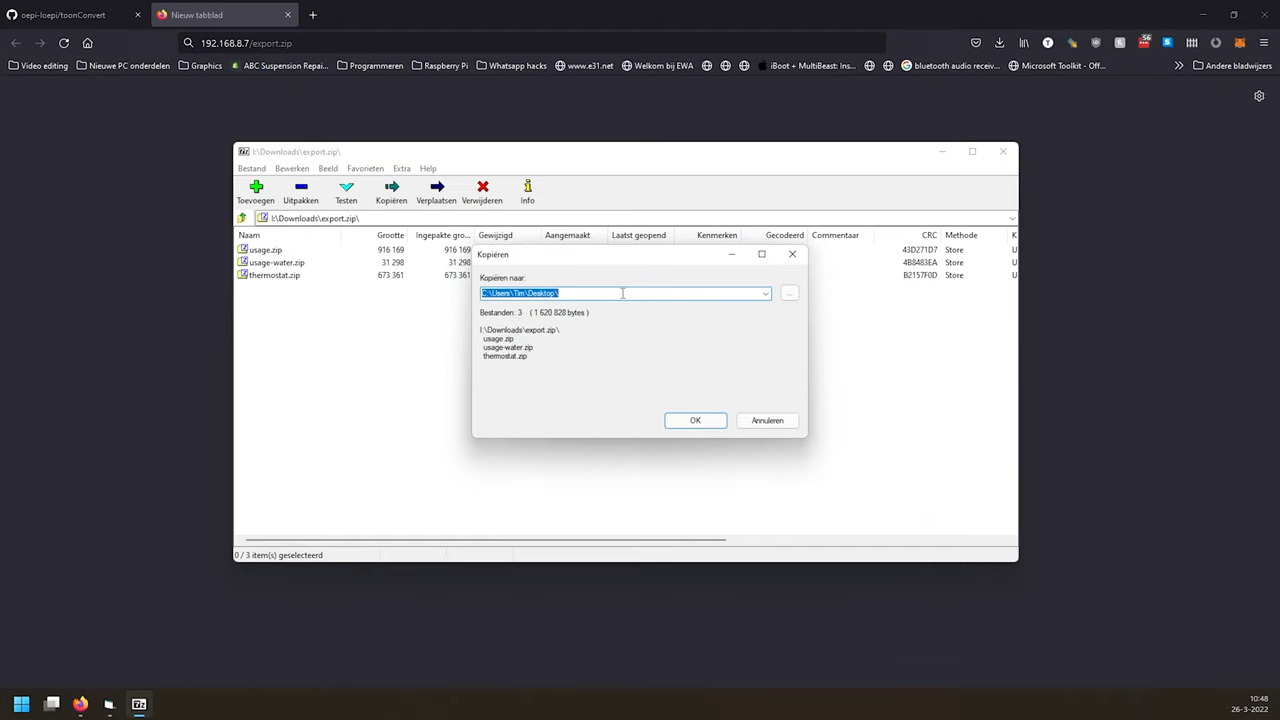 oepi-loepi/toonConvert
Nieuw tabblad
192.168.8.7/export.zip
56
Video editing
Nieuwe PC onderdelen
Graphics
ABC Suspension Repai...
Programmeren
Raspberry Pi
Whatsapp hacks
www.e31.net
Welkom bij EWA
iBoot + MultiBeast: Ins...
bluetooth audio receiv...
Microsoft Toolkit - Off...
Andere bladwijzers
I:\Downloads\export.zip\
Bestand Bewerken Beeld Favorieten Extra Help
Toevoegen Uitpakken Testen Kopiëren Verplaatsen Verwijderen Info
I:\Downloads\export.zip\
Naam Grootte Ingepakte gro... Gewijzigd Aangemaakt Laatst geopend Kenmerken Gecodeerd Commentaar CRC Methode K
usage.zip 916 169 916 169 43D271D7 Store U
usage-water.zip 31 298 31 298 4B8483EA Store U
thermostat.zip 673 361 673 361 B2157F0D Store U
Kopiëren
Kopiëren naar:
C:\Users\Tim\Desktop\
...
Bestanden: 3 ( 1 620 828 bytes )
I:\Downloads\export.zip\
usage.zip
usage-water.zip
thermostat.zip
OK
Annuleren
0 / 3 item(s) geselecteerd
10:48
26-3-2022